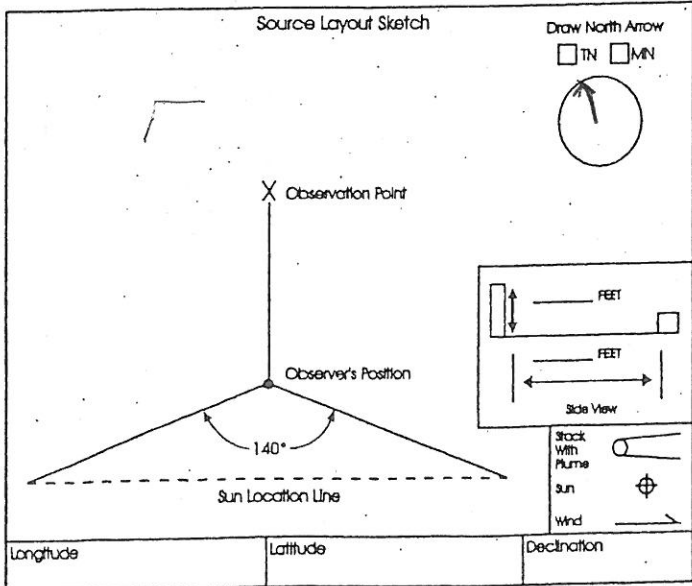 Source Layout Sketch
Draw North Arrow
TN MN
X Observation Point
FEET
FEET
Side View
Observer's Position
140°
Sun Location Line
Stack
With
Plume
Sun
Wind
Longitude Latitude Declination